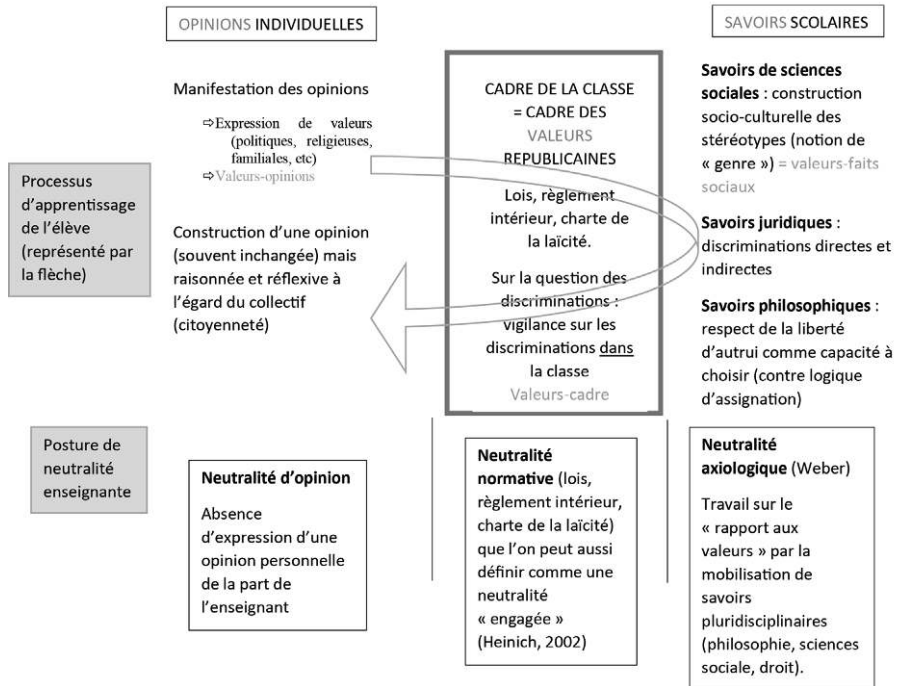 OPINIONS INDIVIDUELLES
SAVOIRS SCOLAIRES
Processus
d'apprentissage
de l'élève
(représenté par
la flèche)
Manifestation des opinions
⇨Expression de valeurs
(politiques, religieuses,
familiales, etc)
⇨Valeurs-opinions
Construction d'une opinion
(souvent inchangée) mais
raisonnée et réflexive à
l'égard du collectif
(citoyenneté)
CADRE DE LA CLASSE
= CADRE DES
VALEURS
REPUBLICAINES
Lois, règlement
intérieur, charte de
la laïcité.
Sur la question des
discriminations :
vigilance sur les
discriminations dans
la classe
Valeurs-cadre
Savoirs de sciences
sociales : construction
socio-culturelle des
stéréotypes (notion de
« genre ») = valeurs-faits
sociaux
Savoirs juridiques :
discriminations directes et
indirectes
Savoirs philosophiques :
respect de la liberté
d'autrui comme capacité à
choisir (contre logique
d'assignation)
Posture de
neutralité
enseignante
Neutralité d'opinion
Absence
d'expression d'une
opinion personnelle
de la part de
l'enseignant
Neutralité
normative (lois,
règlement intérieur,
charte de la laïcité)
que l'on peut aussi
définir comme une
neutralité
« engagée »
(Heinich, 2002)
Neutralité
axiologique (Weber)
Travail sur le
« rapport aux
valeurs » par la
mobilisation de
savoirs
pluridisciplinaires
(philosophie, sciences
sociale, droit).